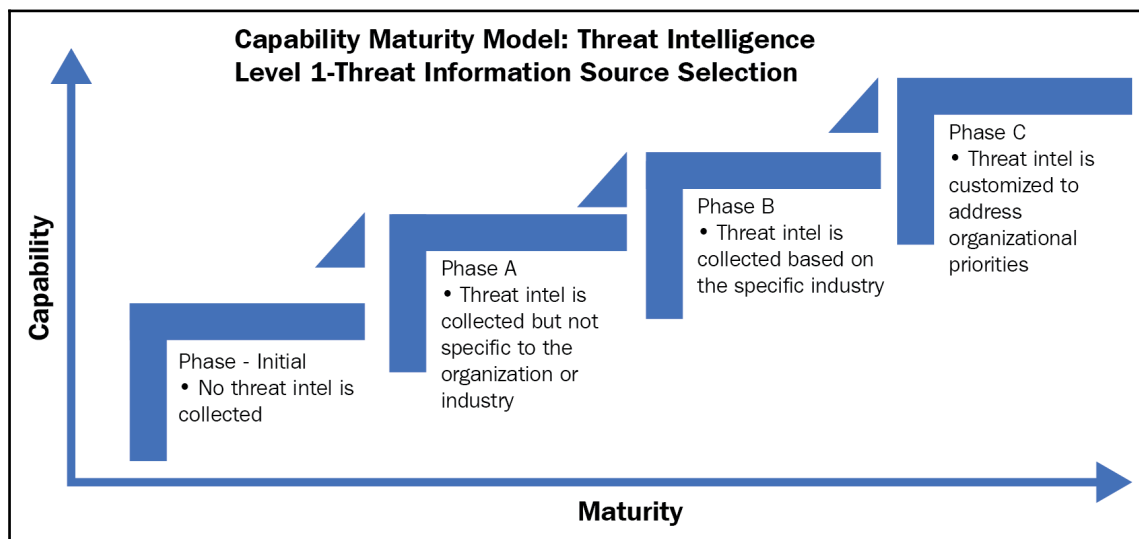 Capability Maturity Model: Threat Intelligence
Level 1-Threat Information Source Selection
Capability
Phase - Initial
• No threat intel is
collected
Phase A
• Threat intel is
collected but not
specific to the
organization or
industry
Phase B
• Threat intel is
collected based on
the specific industry
Phase C
• Threat intel is
customized to
address
organizational
priorities
Maturity